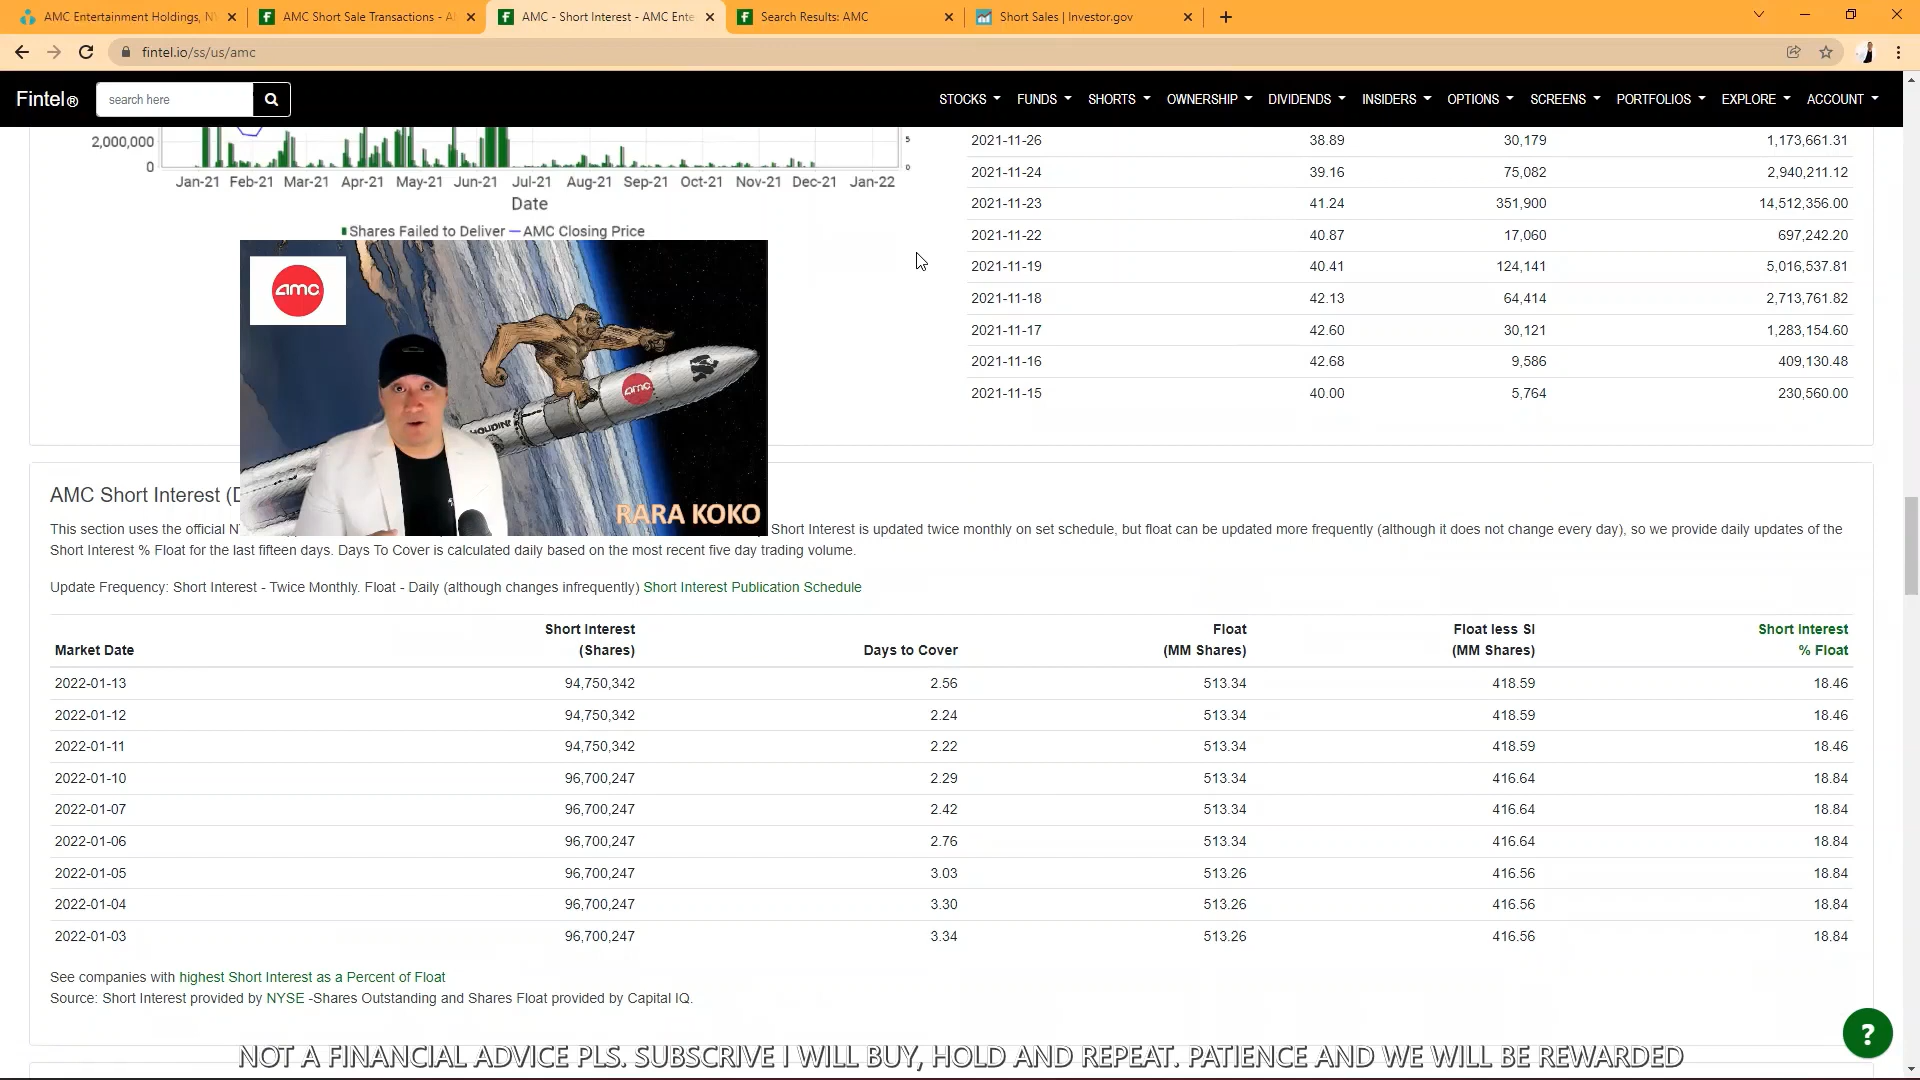 AMC Entertainment Holdings, NY
AMC Short Sale Transactions - A
AMC - Short Interest - AMC Ente
Search Results: AMC
Short Sales | Investor.gov
fintel.io/ss/us/amc
Fintel®
search here
STOCKS
FUNDS
SHORTS
OWNERSHIP
DIVIDENDS
INSIDERS
OPTIONS
SCREENS
PORTFOLIOS
EXPLORE
ACCOUNT
2,000,000
5
0
0
Jan-21 Feb-21 Mar-21 Apr-21 May-21 Jun-21 Jul-21 Aug-21 Sep-21 Oct-21 Nov-21 Dec-21 Jan-22
Date
Shares Failed to Deliver AMC Closing Price
2021-11-26 38.89 30,179 1,173,661.31
2021-11-24 39.16 75,082 2,940,211.12
2021-11-23 41.24 351,900 14,512,356.00
2021-11-22 40.87 17,060 697,242.20
2021-11-19 40.41 124,141 5,016,537.81
2021-11-18 42.13 64,414 2,713,761.82
2021-11-17 42.60 30,121 1,283,154.60
2021-11-16 42.68 9,586 409,130.48
2021-11-15 40.00 5,764 230,560.00
amc
amc
HOUDINI
RARA KOKO
AMC Short Interest (D
This section uses the official N Short Interest is updated twice monthly on set schedule, but float can be updated more frequently (although it does not change every day), so we provide daily updates of the
Short Interest % Float for the last fifteen days. Days To Cover is calculated daily based on the most recent five day trading volume.
Update Frequency: Short Interest - Twice Monthly. Float - Daily (although changes infrequently) Short Interest Publication Schedule
Short Interest Float Float less SI Short Interest
Market Date (Shares) Days to Cover (MM Shares) (MM Shares) % Float
2022-01-13 94,750,342 2.56 513.34 418.59 18.46
2022-01-12 94,750,342 2.24 513.34 418.59 18.46
2022-01-11 94,750,342 2.22 513.34 418.59 18.46
2022-01-10 96,700,247 2.29 513.34 416.64 18.84
2022-01-07 96,700,247 2.42 513.34 416.64 18.84
2022-01-06 96,700,247 2.76 513.34 416.64 18.84
2022-01-05 96,700,247 3.03 513.26 416.56 18.84
2022-01-04 96,700,247 3.30 513.26 416.56 18.84
2022-01-03 96,700,247 3.34 513.26 416.56 18.84
See companies with highest Short Interest as a Percent of Float
Source: Short Interest provided by NYSE -Shares Outstanding and Shares Float provided by Capital IQ.
?
NOT A FINANCIAL ADVICE PLS. SUBSCRIVE I WILL BUY, HOLD AND REPEAT. PATIENCE AND WE WILL BE REWARDED